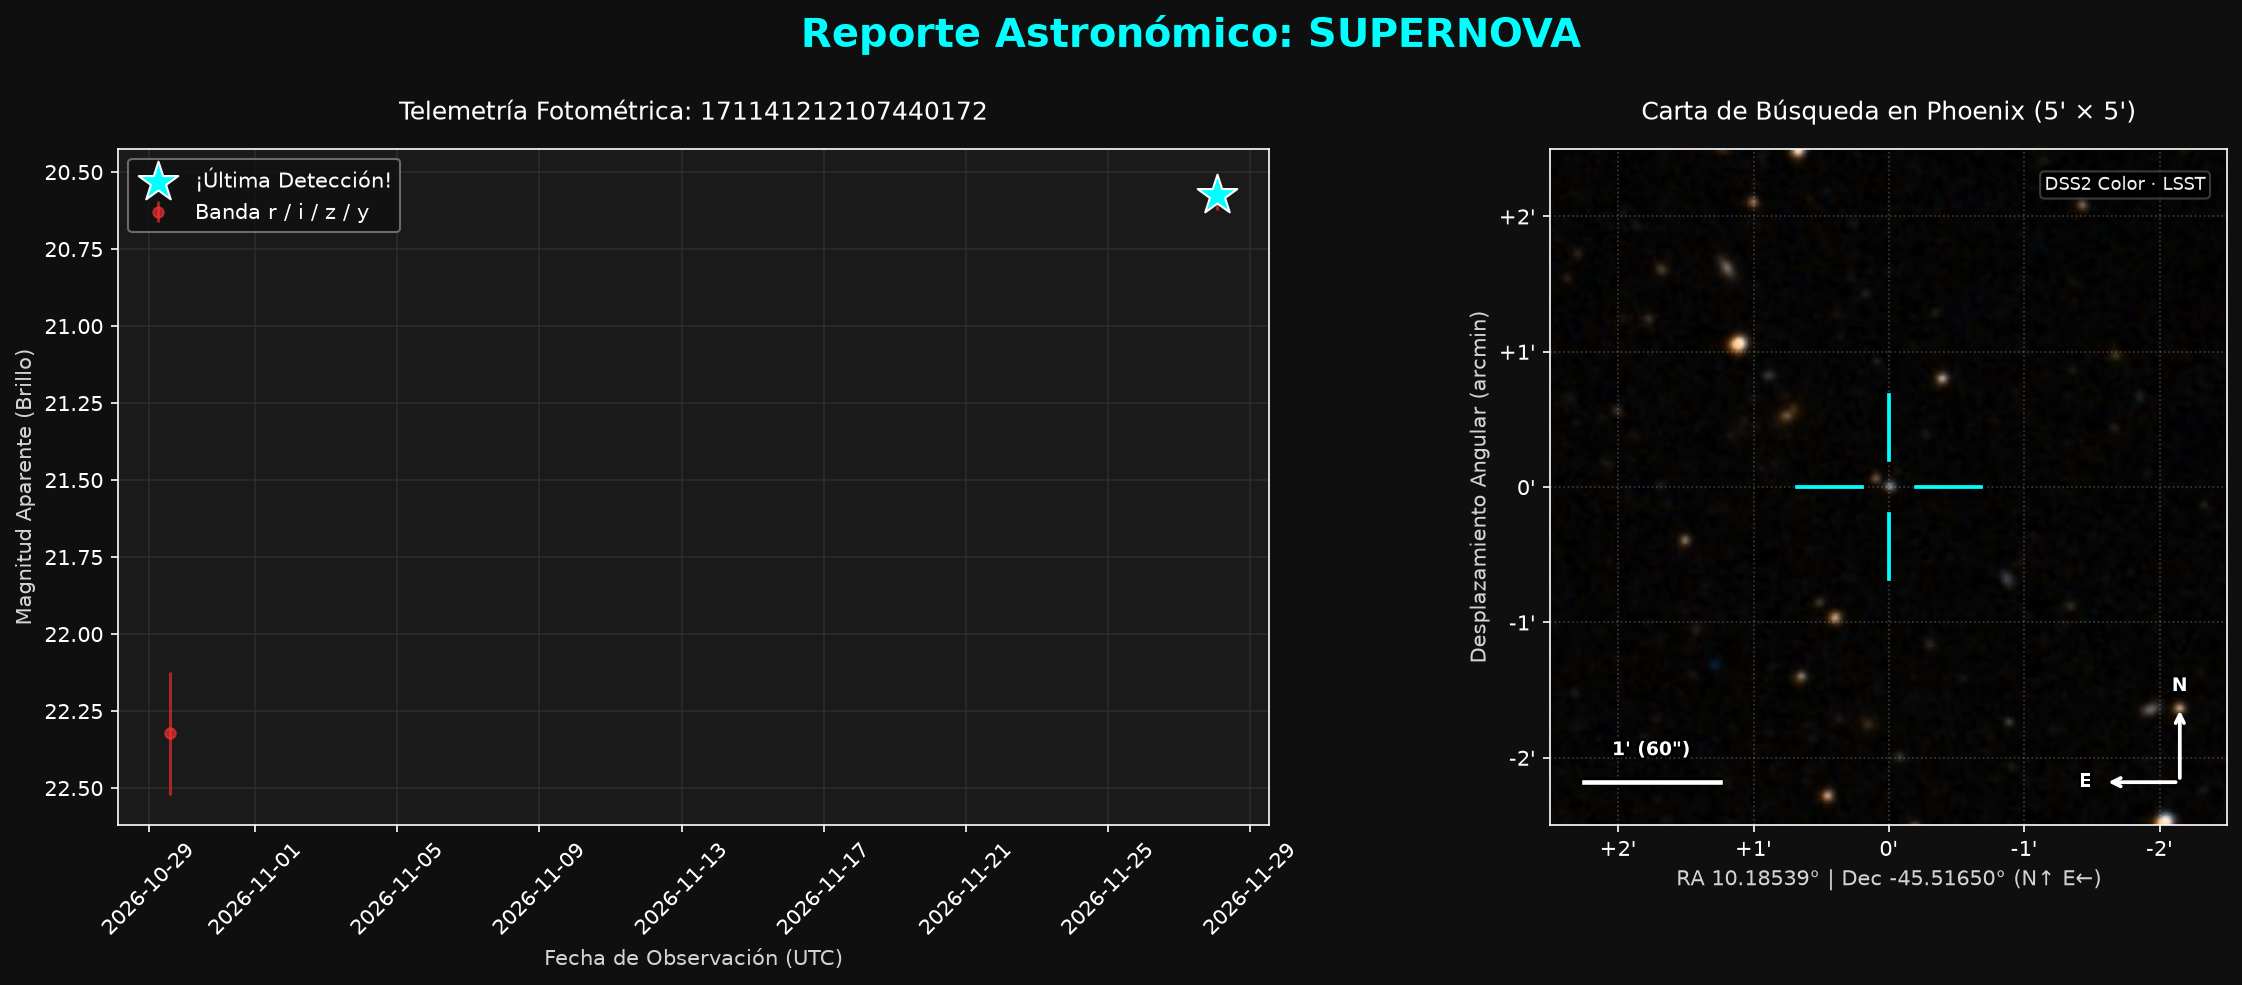 Reporte Astronómico: SUPERNOVA
Telemetría Fotométrica: 171141212107440172
¡Última Detección!
Banda r / i / z / y
Magnitud Aparente (Brillo)
20.50
20.75
21.00
21.25
21.50
21.75
22.00
22.25
22.50
2026-10-29
2026-11-01
2026-11-05
2026-11-09
2026-11-13
2026-11-17
2026-11-21
2026-11-25
2026-11-29
Fecha de Observación (UTC)
Carta de Búsqueda en Phoenix (5' × 5')
DSS2 Color · LSST
Desplazamiento Angular (arcmin)
+2'
+1'
0'
-1'
-2'
N
E
1' (60")
+2'
+1'
0'
-1'
-2'
RA 10.18539° | Dec -45.51650° (N↑ E←)